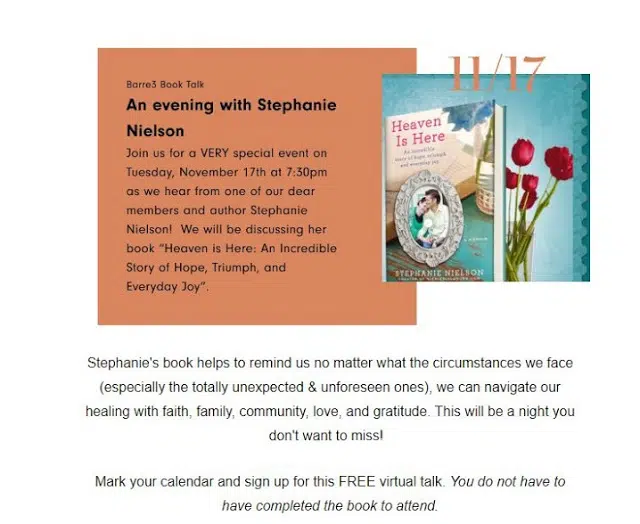 Barre3 Book Talk
An evening with Stephanie
Nielson
Join us for a VERY special event on
Tuesday, November 17th at 7:30pm
as we hear from one of our dear
members and author Stephanie
Nielson! We will be discussing her
book “Heaven is Here: An Incredible
Story of Hope, Triumph, and
Everyday Joy”.
11/17
Heaven
Is Here
An incredible
story of hope, triumph,
and everyday joy
a memoir
STEPHANIE NIELSON
Stephanie's book helps to remind us no matter what the circumstances we face
(especially the totally unexpected & unforeseen ones), we can navigate our
healing with faith, family, community, love, and gratitude. This will be a night you
don't want to miss!
Mark your calendar and sign up for this FREE virtual talk. You do not have to
have completed the book to attend.